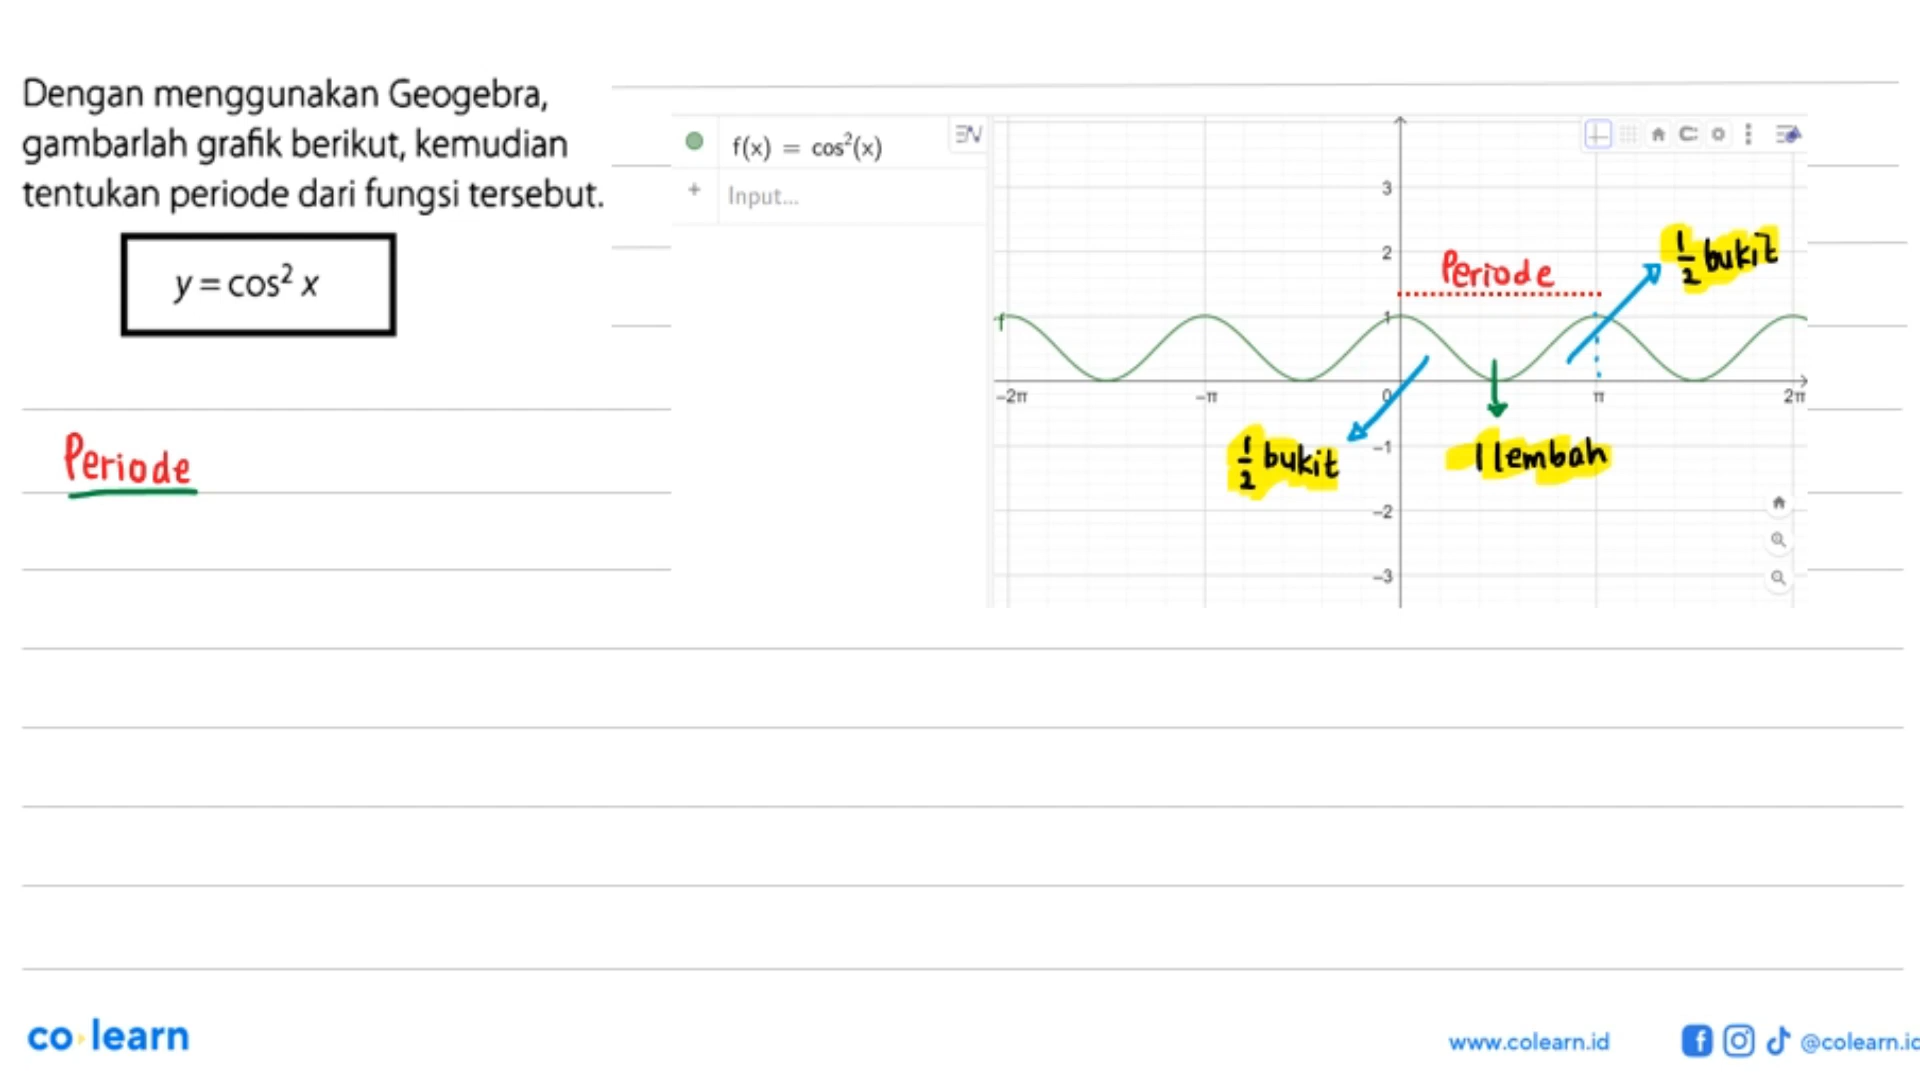 Dengan menggunakan Geogebra,
gambarlah grafik berikut, kemudian
tentukan periode dari fungsi tersebut.
y = cos² x
Periode
f(x) = cos²(x)
+ Input...
3
2
1
0
-1
-2
-3
-2π
-π
π
2π
f
Periode
1/2 bukit
1/2 bukit
1 lembah
co learn
www.colearn.id
@colearn.id